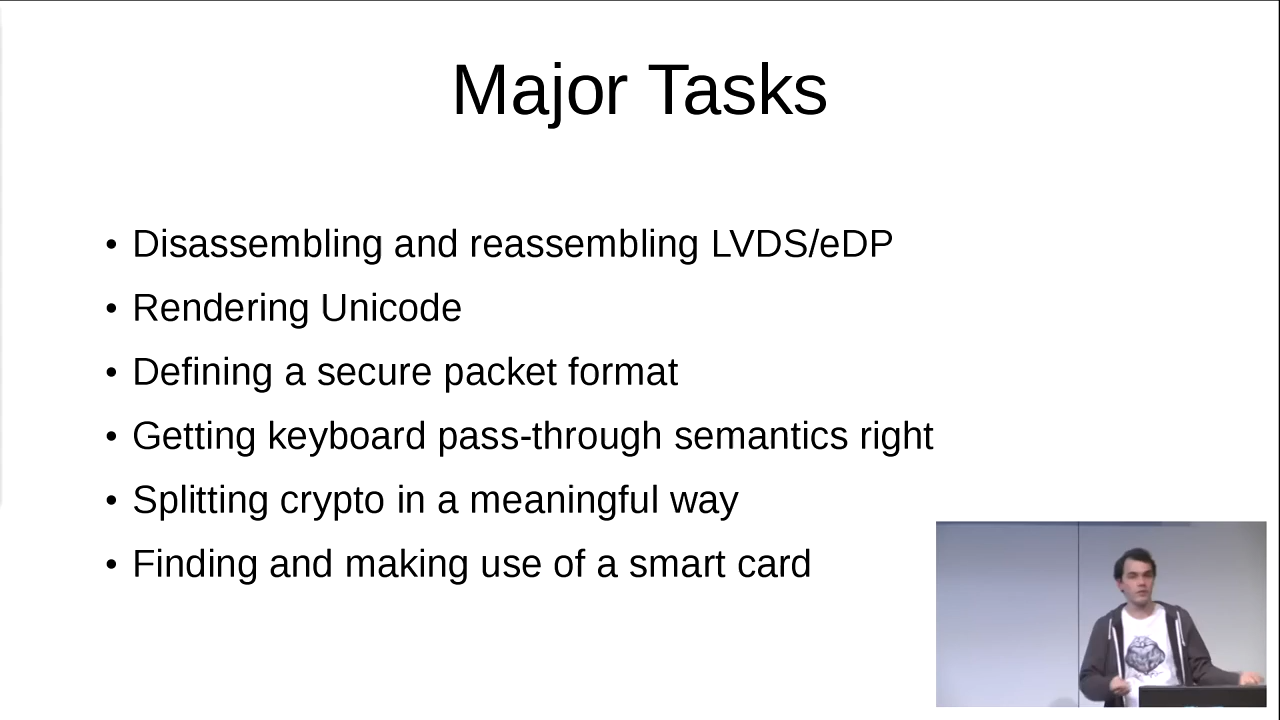 Major Tasks
• Disassembling and reassembling LVDS/eDP
• Rendering Unicode
• Defining a secure packet format
• Getting keyboard pass-through semantics right
• Splitting crypto in a meaningful way
• Finding and making use of a smart card